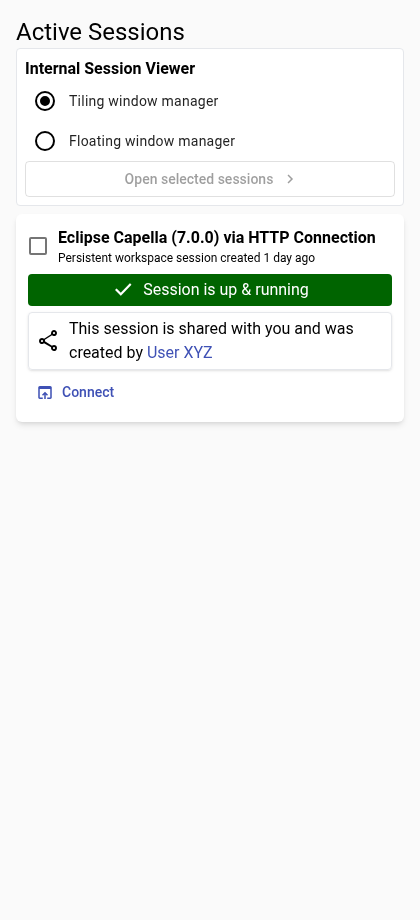 Active Sessions
Internal Session Viewer
Tiling window manager
Floating window manager
Open selected sessions
Eclipse Capella (7.0.0) via HTTP Connection
Persistent workspace session created 1 day ago
Session is up & running
This session is shared with you and was
created by User XYZ
Connect